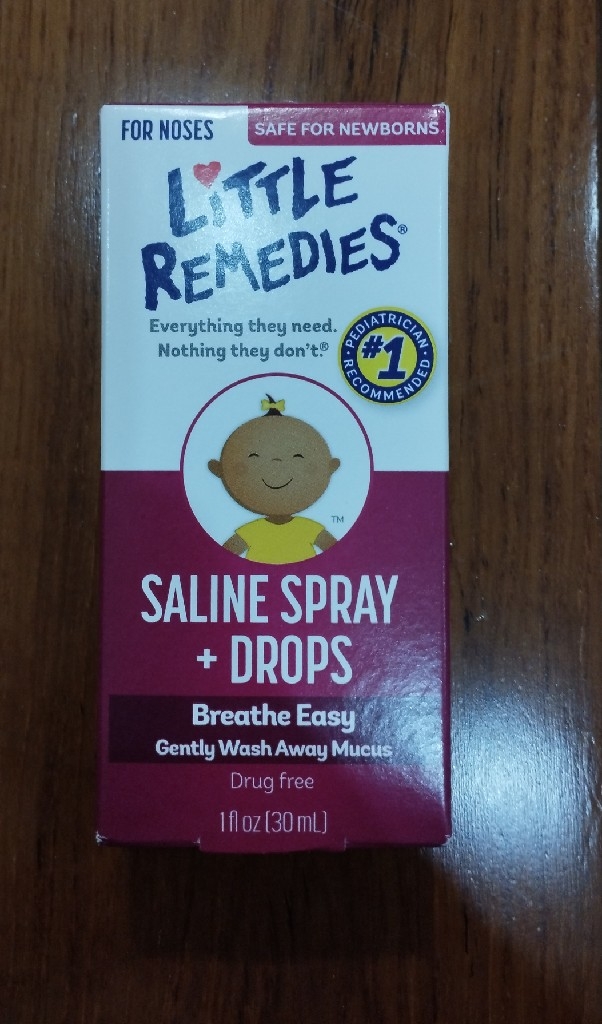 FOR NOSES
SAFE FOR NEWBORNS
LiTTLE
REMEDIES®
Everything they need.
Nothing they don't.®
PEDIATRICIAN
#1
RECOMMENDED
TM
SALINE SPRAY
+ DROPS
Breathe Easy
Gently Wash Away Mucus
Drug free
1 fl oz (30 mL)